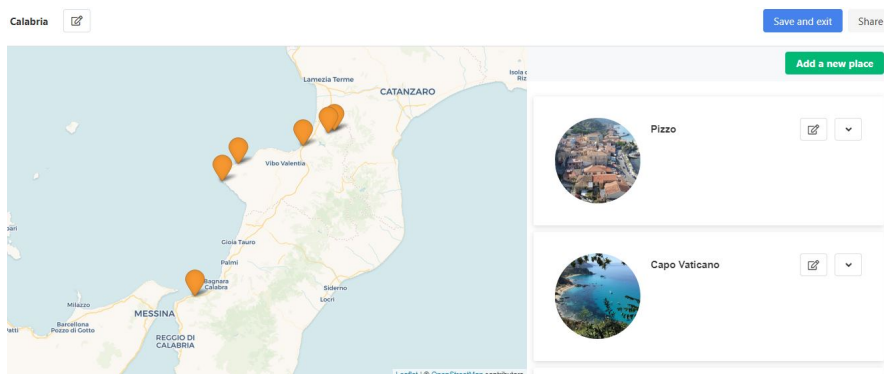 Calabria
Save and exit
Share
Add a new place
Lamezia Terme
CATANZARO
Vibo Valentia
Gioia Tauro
Palmi
Bagnara
Calabra
Siderno
Locri
Milazzo
MESSINA
Barcellona
Pozzo di Gotto
Patti
REGGIO DI
CALABRIA
Pizzo
Capo Vaticano